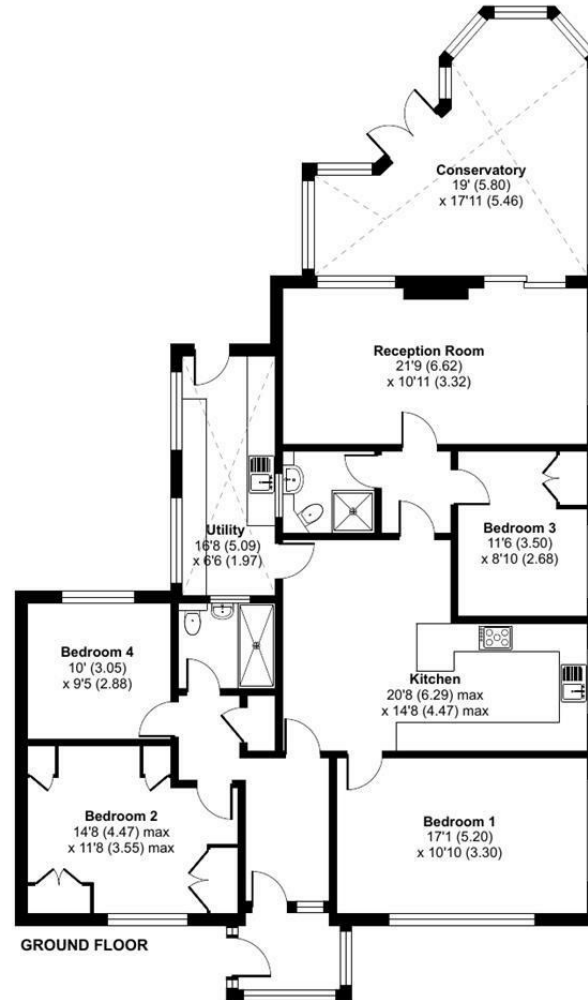 Conservatory
19' (5.80)
x 17'11 (5.46)
Reception Room
21'9 (6.62)
x 10'11 (3.32)
Utility
16'8 (5.09)
x 6'6 (1.97)
Bedroom 3
11'6 (3.50)
x 8'10 (2.68)
Bedroom 4
10' (3.05)
x 9'5 (2.88)
Kitchen
20'8 (6.29) max
x 14'8 (4.47) max
Bedroom 2
14'8 (4.47) max
x 11'8 (3.55) max
Bedroom 1
17'1 (5.20)
x 10'10 (3.30)
GROUND FLOOR